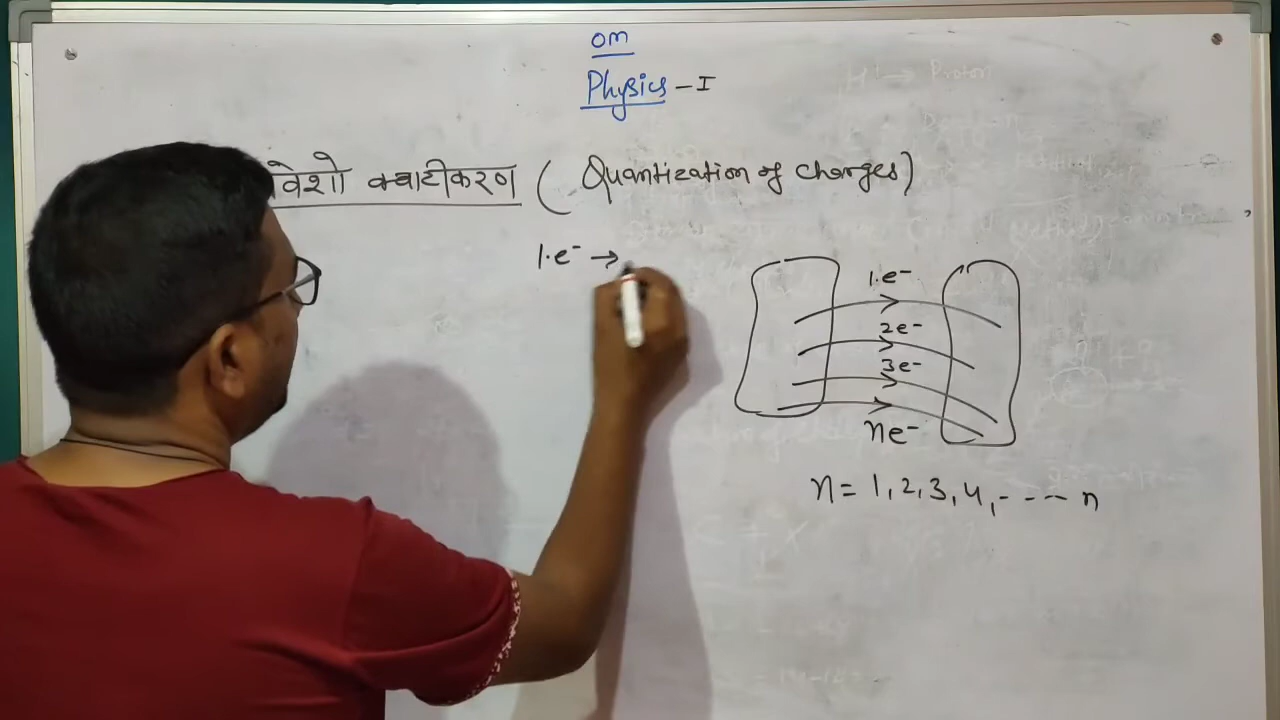 om
Physics - I
वेशो क्वाटीकरण ( Quantization of charges)
1.e⁻ →
1.e⁻
2e⁻
3e⁻
ne⁻
n = 1, 2, 3, 4, - - - - n